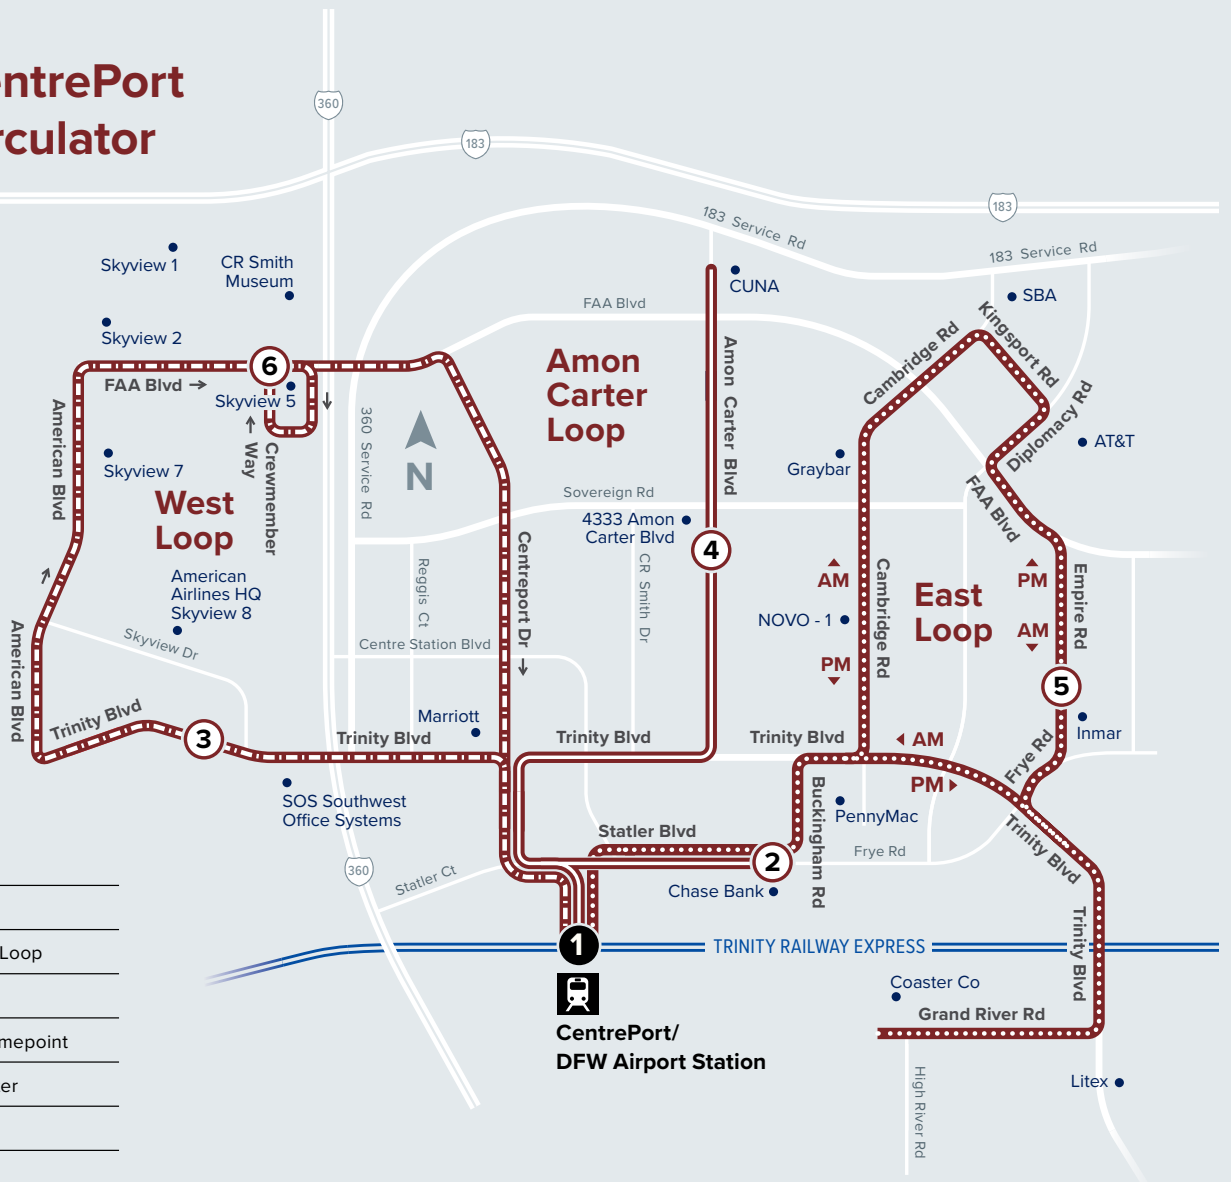 entrePort
rculator
360
183
183
183 Service Rd
183 Service Rd
Skyview 1
CR Smith
Museum
CUNA
SBA
FAA Blvd
Skyview 2
Kingsport Rd
Cambridge Rd
Amon
Carter
Loop
Amon Carter Blvd
6
FAA Blvd
Skyview 5
American Blvd
360 Service Rd
N
Diplomacy Rd
AT&T
Crewmember
Way
Skyview 7
Graybar
FAA Blvd
West
Loop
Sovereign Rd
4333 Amon
Carter Blvd
4
Centreport Dr
Reggis Ct
CR Smith Dr
American
Airlines HQ
Skyview 8
AM
Cambridge Rd
PM
East
Loop
Empire Rd
NOVO - 1
AM
Skyview Dr
Centre Station Blvd
American Blvd
PM
5
Trinity Blvd
Marriott
Inmar
3
Trinity Blvd
Trinity Blvd
Trinity Blvd
AM
Frye Rd
PM
SOS Southwest
Office Systems
Buckingham Rd
PennyMac
Statler Blvd
Trinity Blvd
2
Frye Rd
360
Statler Ct
Chase Bank
Trinity Blvd
1
TRINITY RAILWAY EXPRESS
Loop
Coaster Co
Grand River Rd
CentrePort/
DFW Airport Station
mepoint
er
High River Rd
Litex